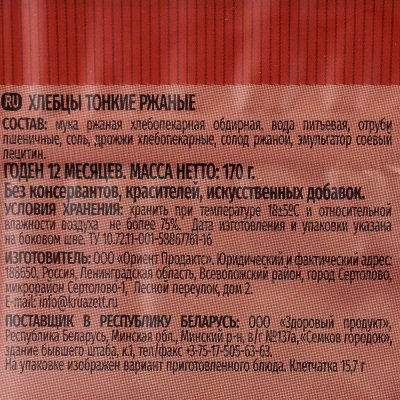 RU ХЛЕБЦЫ ТОНКИЕ РЖАНЫЕ
СОСТАВ: мука ржаная хлебопекарная обдирная, вода питьевая, отруби
пшеничные, соль, дрожжи хлебопекарные, солод ржаной, эмульгатор соевый
лецитин.
ГОДЕН 12 МЕСЯЦЕВ. МАССА НЕТТО: 170 г.
Без консервантов, красителей, искусственных добавок.
УСЛОВИЯ ХРАНЕНИЯ: хранить при температуре 18±5ºС и относительной
влажности воздуха не более 75%. Дата изготовления и упаковки указана
на боковом шве. ТУ 10.72.11-001-58867761-16
ИЗГОТОВИТЕЛЬ: ООО «Ориент Продактс». Юридический и фактический адрес:
188650, Россия, Ленинградская область, Всеволожский район, город Сертолово,
микрорайон Сертолово-1, Лесной переулок, дом 2.
E-mail: info@kruazett.ru
ПОСТАВЩИК В РЕСПУБЛИКУ БЕЛАРУСЬ: ООО «Здоровый продукт»,
Республика Беларусь, Минская обл., Минский р-н, в/г №137а, «Семков городок»,
здание бывшего штаба, к.1, тел/факс +3-75-17-505-63-63.
На упаковке изображен вариант приготовленного блюда. Клетчатка 15,7 г